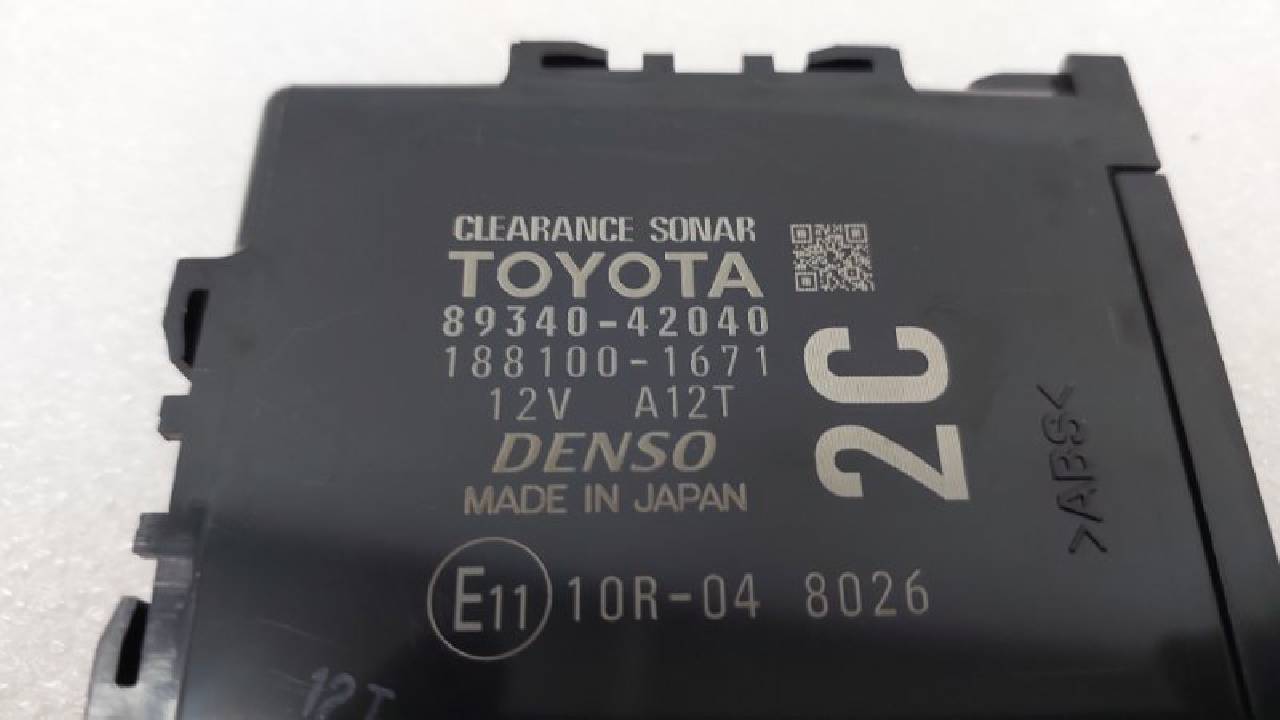 CLEARANCE SONAR
TOYOTA
89340-42040
188100-1671
12V A12T
DENSO
MADE IN JAPAN
2C
>ABS<
E11 10R-04 8026
12T